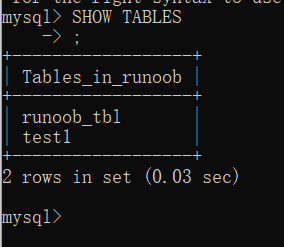 for the right syntax to use
mysql> SHOW TABLES
    -> ;
+------------------+
| Tables_in_runoob |
+------------------+
| runoob_tbl       |
| test1            |
+------------------+
2 rows in set (0.03 sec)
mysql>